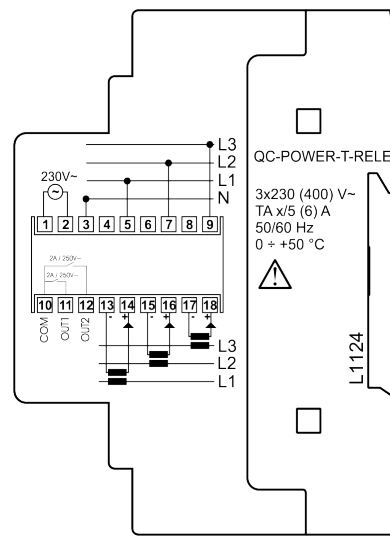 L3
L2
L1
N
230V~
1 2 3 4 5 6 7 8 9
2A / 250V~
2A / 250V~
10 11 12 13 14 15 16 17 18
- + - + - +
COM
OUT1
OUT2
L3
L2
L1
QC-POWER-T-RELE
3x230 (400) V~
TA x/5 (6) A
50/60 Hz
0 ÷ +50 °C
L1124